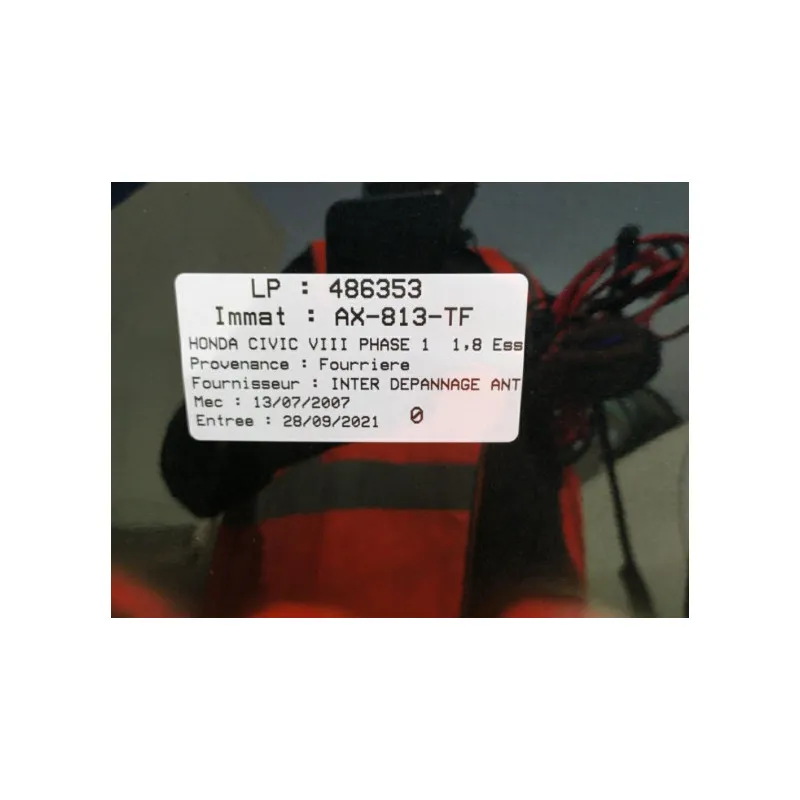 LP : 486353
Immat : AX-813-TF
HONDA CIVIC VIII PHASE 1 1,8 Ess
Provenance : Fourriere
Fournisseur : INTER DEPANNAGE ANT
Mec : 13/07/2007
Entree : 28/09/2021 0